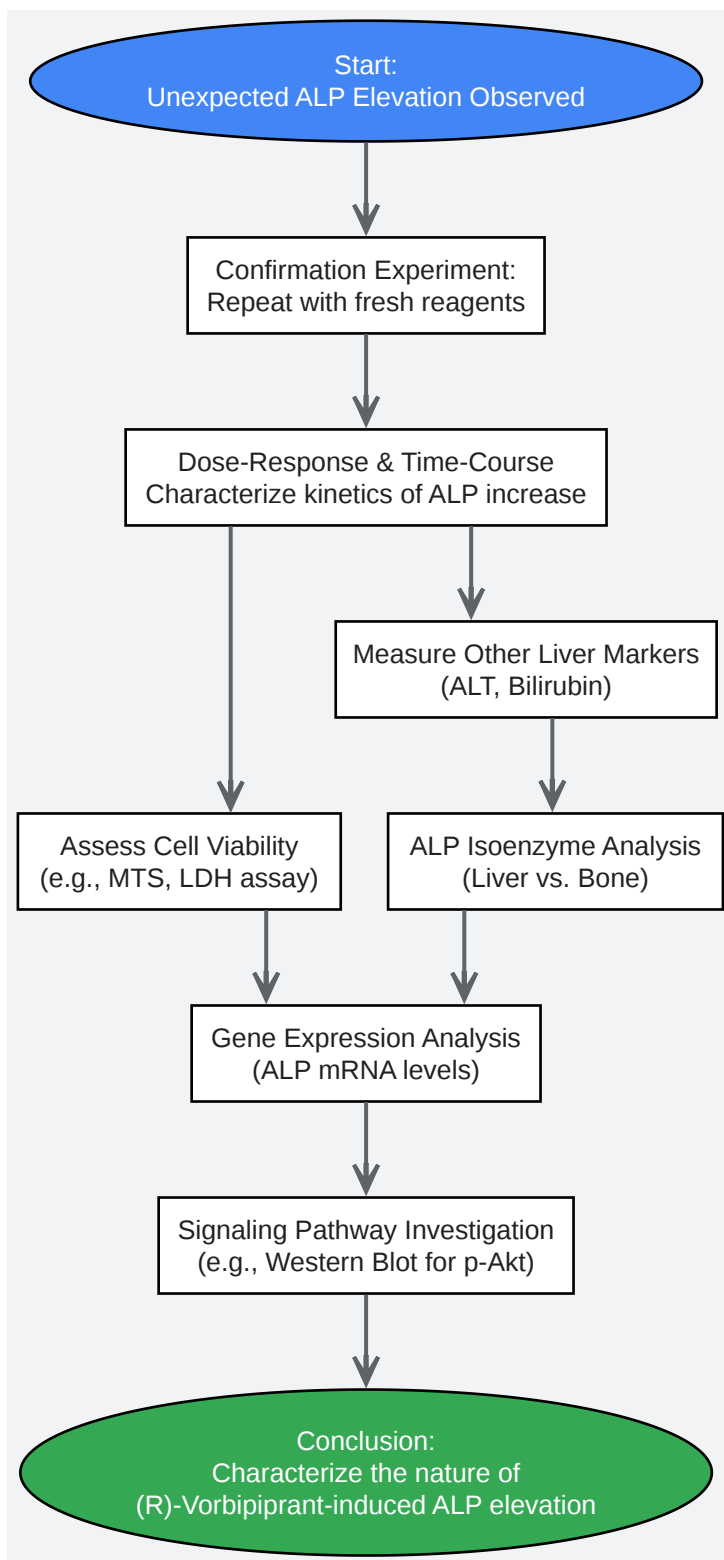 Start:
Unexpected ALP Elevation Observed
Confirmation Experiment:
Repeat with fresh reagents
Dose-Response & Time-Course
Characterize kinetics of ALP increase
Measure Other Liver Markers
(ALT, Bilirubin)
Assess Cell Viability
(e.g., MTS, LDH assay)
ALP Isoenzyme Analysis
(Liver vs. Bone)
Gene Expression Analysis
(ALP mRNA levels)
Signaling Pathway Investigation
(e.g., Western Blot for p-Akt)
Conclusion:
Characterize the nature of
(R)-Vorbipiprant-induced ALP elevation